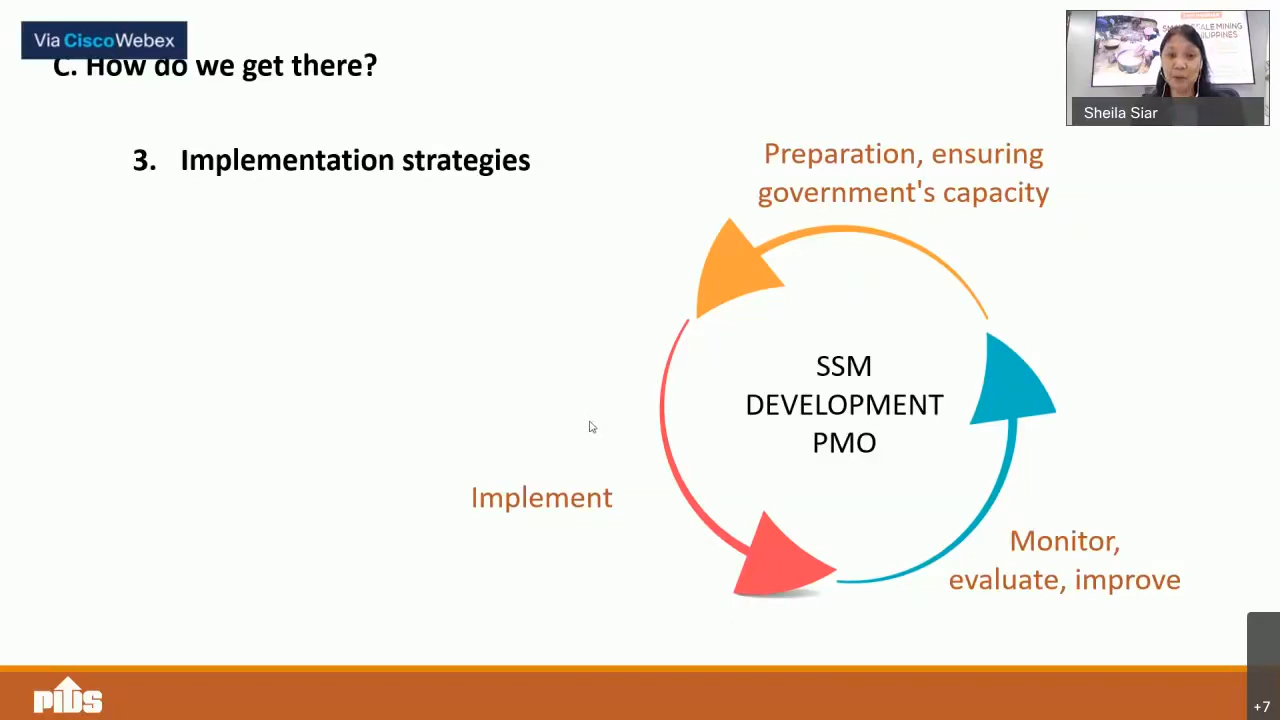 Via CiscoWebex
C. How do we get there?
3. Implementation strategies
Sheila Siar
Preparation, ensuring
government's capacity
SSM
DEVELOPMENT
PMO
Implement
Monitor,
evaluate, improve
PIDS
+7